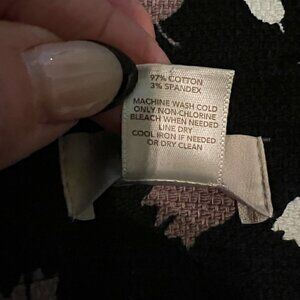 97% COTTON
3% SPANDEX
MACHINE WASH COLD
ONLY NON-CHLORINE
BLEACH WHEN NEEDED
LINE DRY
COOL IRON IF NEEDED
OR DRY CLEAN